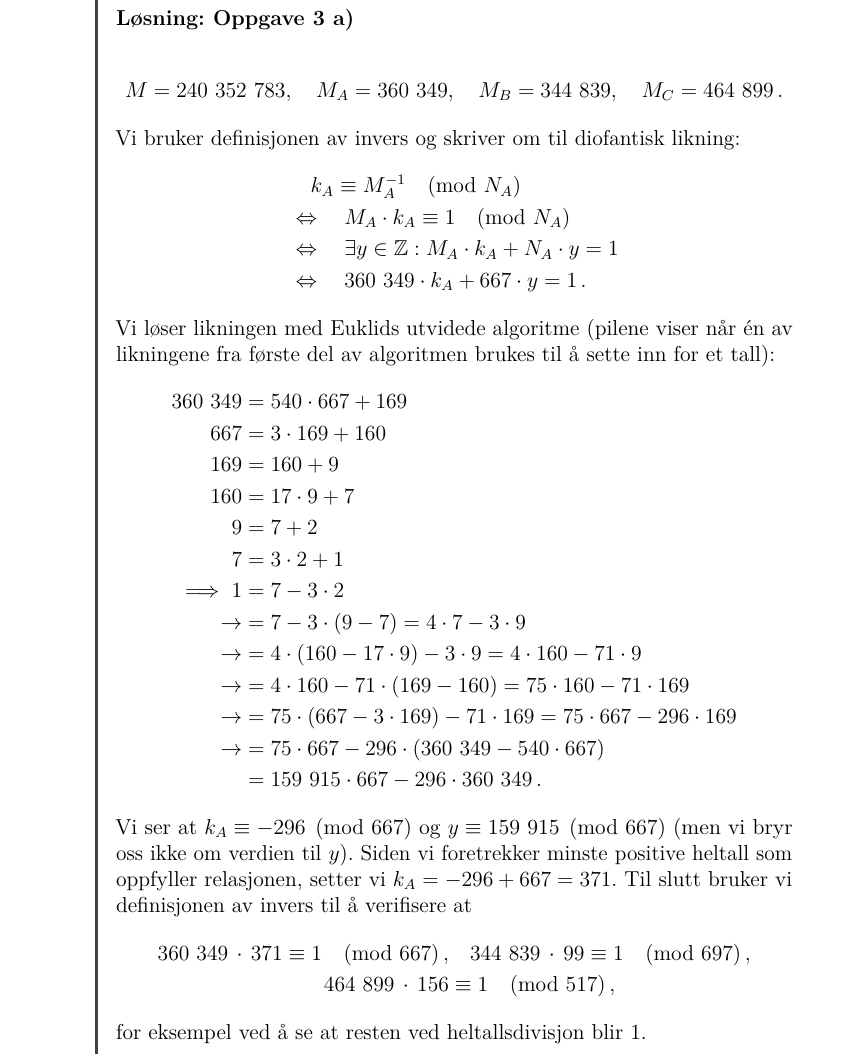 Løsning: Oppgave 3 a)
M = 240 352 783, M_A = 360 349, M_B = 344 839, M_C = 464 899 .
Vi bruker definisjonen av invers og skriver om til diofantisk likning:
k_A ≡ M_A^{−1} (mod N_A)
⇔ M_A · k_A ≡ 1 (mod N_A)
⇔ ∃y ∈ ℤ : M_A · k_A + N_A · y = 1
⇔ 360 349 · k_A + 667 · y = 1 .
Vi løser likningen med Euklids utvidede algoritme (pilene viser når én av
likningene fra første del av algoritmen brukes til å sette inn for et tall):
360 349 = 540 · 667 + 169
667 = 3 · 169 + 160
169 = 160 + 9
160 = 17 · 9 + 7
9 = 7 + 2
7 = 3 · 2 + 1
⟹ 1 = 7 − 3 · 2
→ = 7 − 3 · (9 − 7) = 4 · 7 − 3 · 9
→ = 4 · (160 − 17 · 9) − 3 · 9 = 4 · 160 − 71 · 9
→ = 4 · 160 − 71 · (169 − 160) = 75 · 160 − 71 · 169
→ = 75 · (667 − 3 · 169) − 71 · 169 = 75 · 667 − 296 · 169
→ = 75 · 667 − 296 · (360 349 − 540 · 667)
= 159 915 · 667 − 296 · 360 349 .
Vi ser at k_A ≡ −296 (mod 667) og y ≡ 159 915 (mod 667) (men vi bryr
oss ikke om verdien til y). Siden vi foretrekker minste positive heltall som
oppfyller relasjonen, setter vi k_A = −296 + 667 = 371. Til slutt bruker vi
definisjonen av invers til å verifisere at
360 349 · 371 ≡ 1 (mod 667) , 344 839 · 99 ≡ 1 (mod 697) ,
464 899 · 156 ≡ 1 (mod 517) ,
for eksempel ved å se at resten ved heltallsdivisjon blir 1.